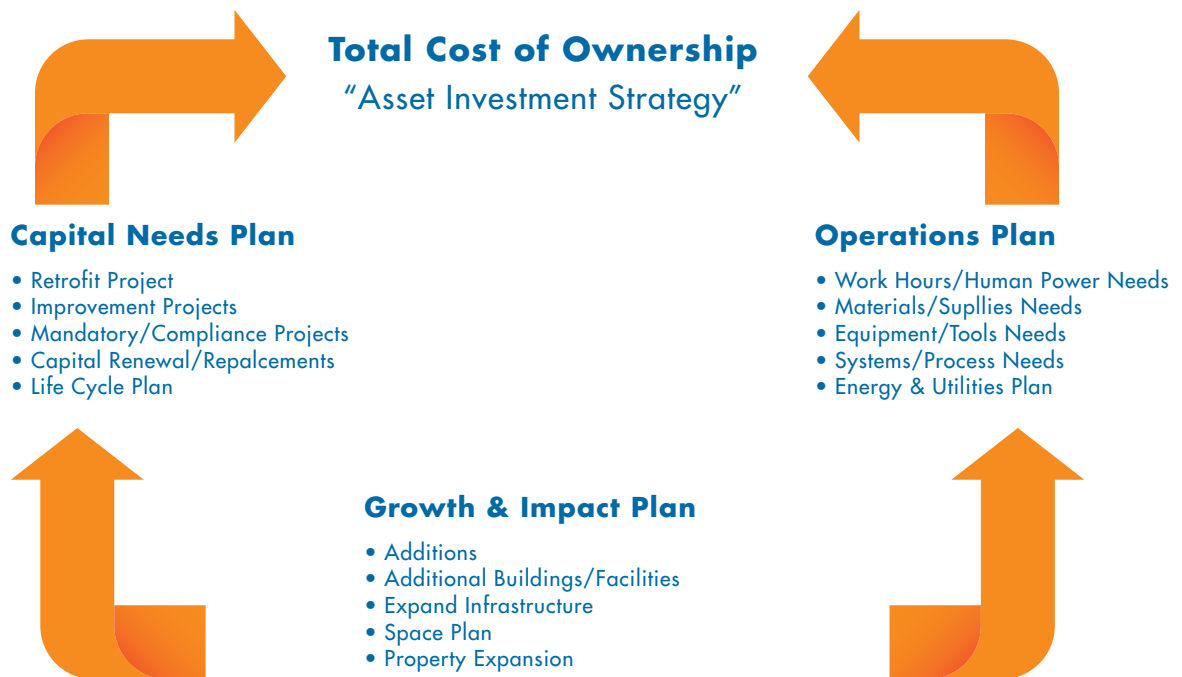 Total Cost of Ownership
“Asset Investment Strategy”
Capital Needs Plan
• Retrofit Project
• Improvement Projects
• Mandatory/Compliance Projects
• Capital Renewal/Repalcements
• Life Cycle Plan
Operations Plan
• Work Hours/Human Power Needs
• Materials/Supllies Needs
• Equipment/Tools Needs
• Systems/Process Needs
• Energy & Utilities Plan
Growth & Impact Plan
• Additions
• Additional Buildings/Facilities
• Expand Infrastructure
• Space Plan
• Property Expansion